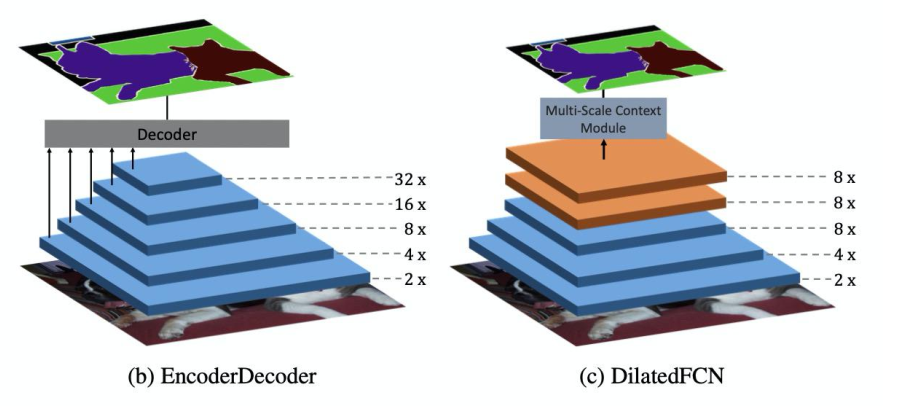 Decoder
32 x
16 x
8 x
4 x
2 x
(b) EncoderDecoder
Multi-Scale Context
Module
8 x
8 x
8 x
4 x
2 x
(c) DilatedFCN